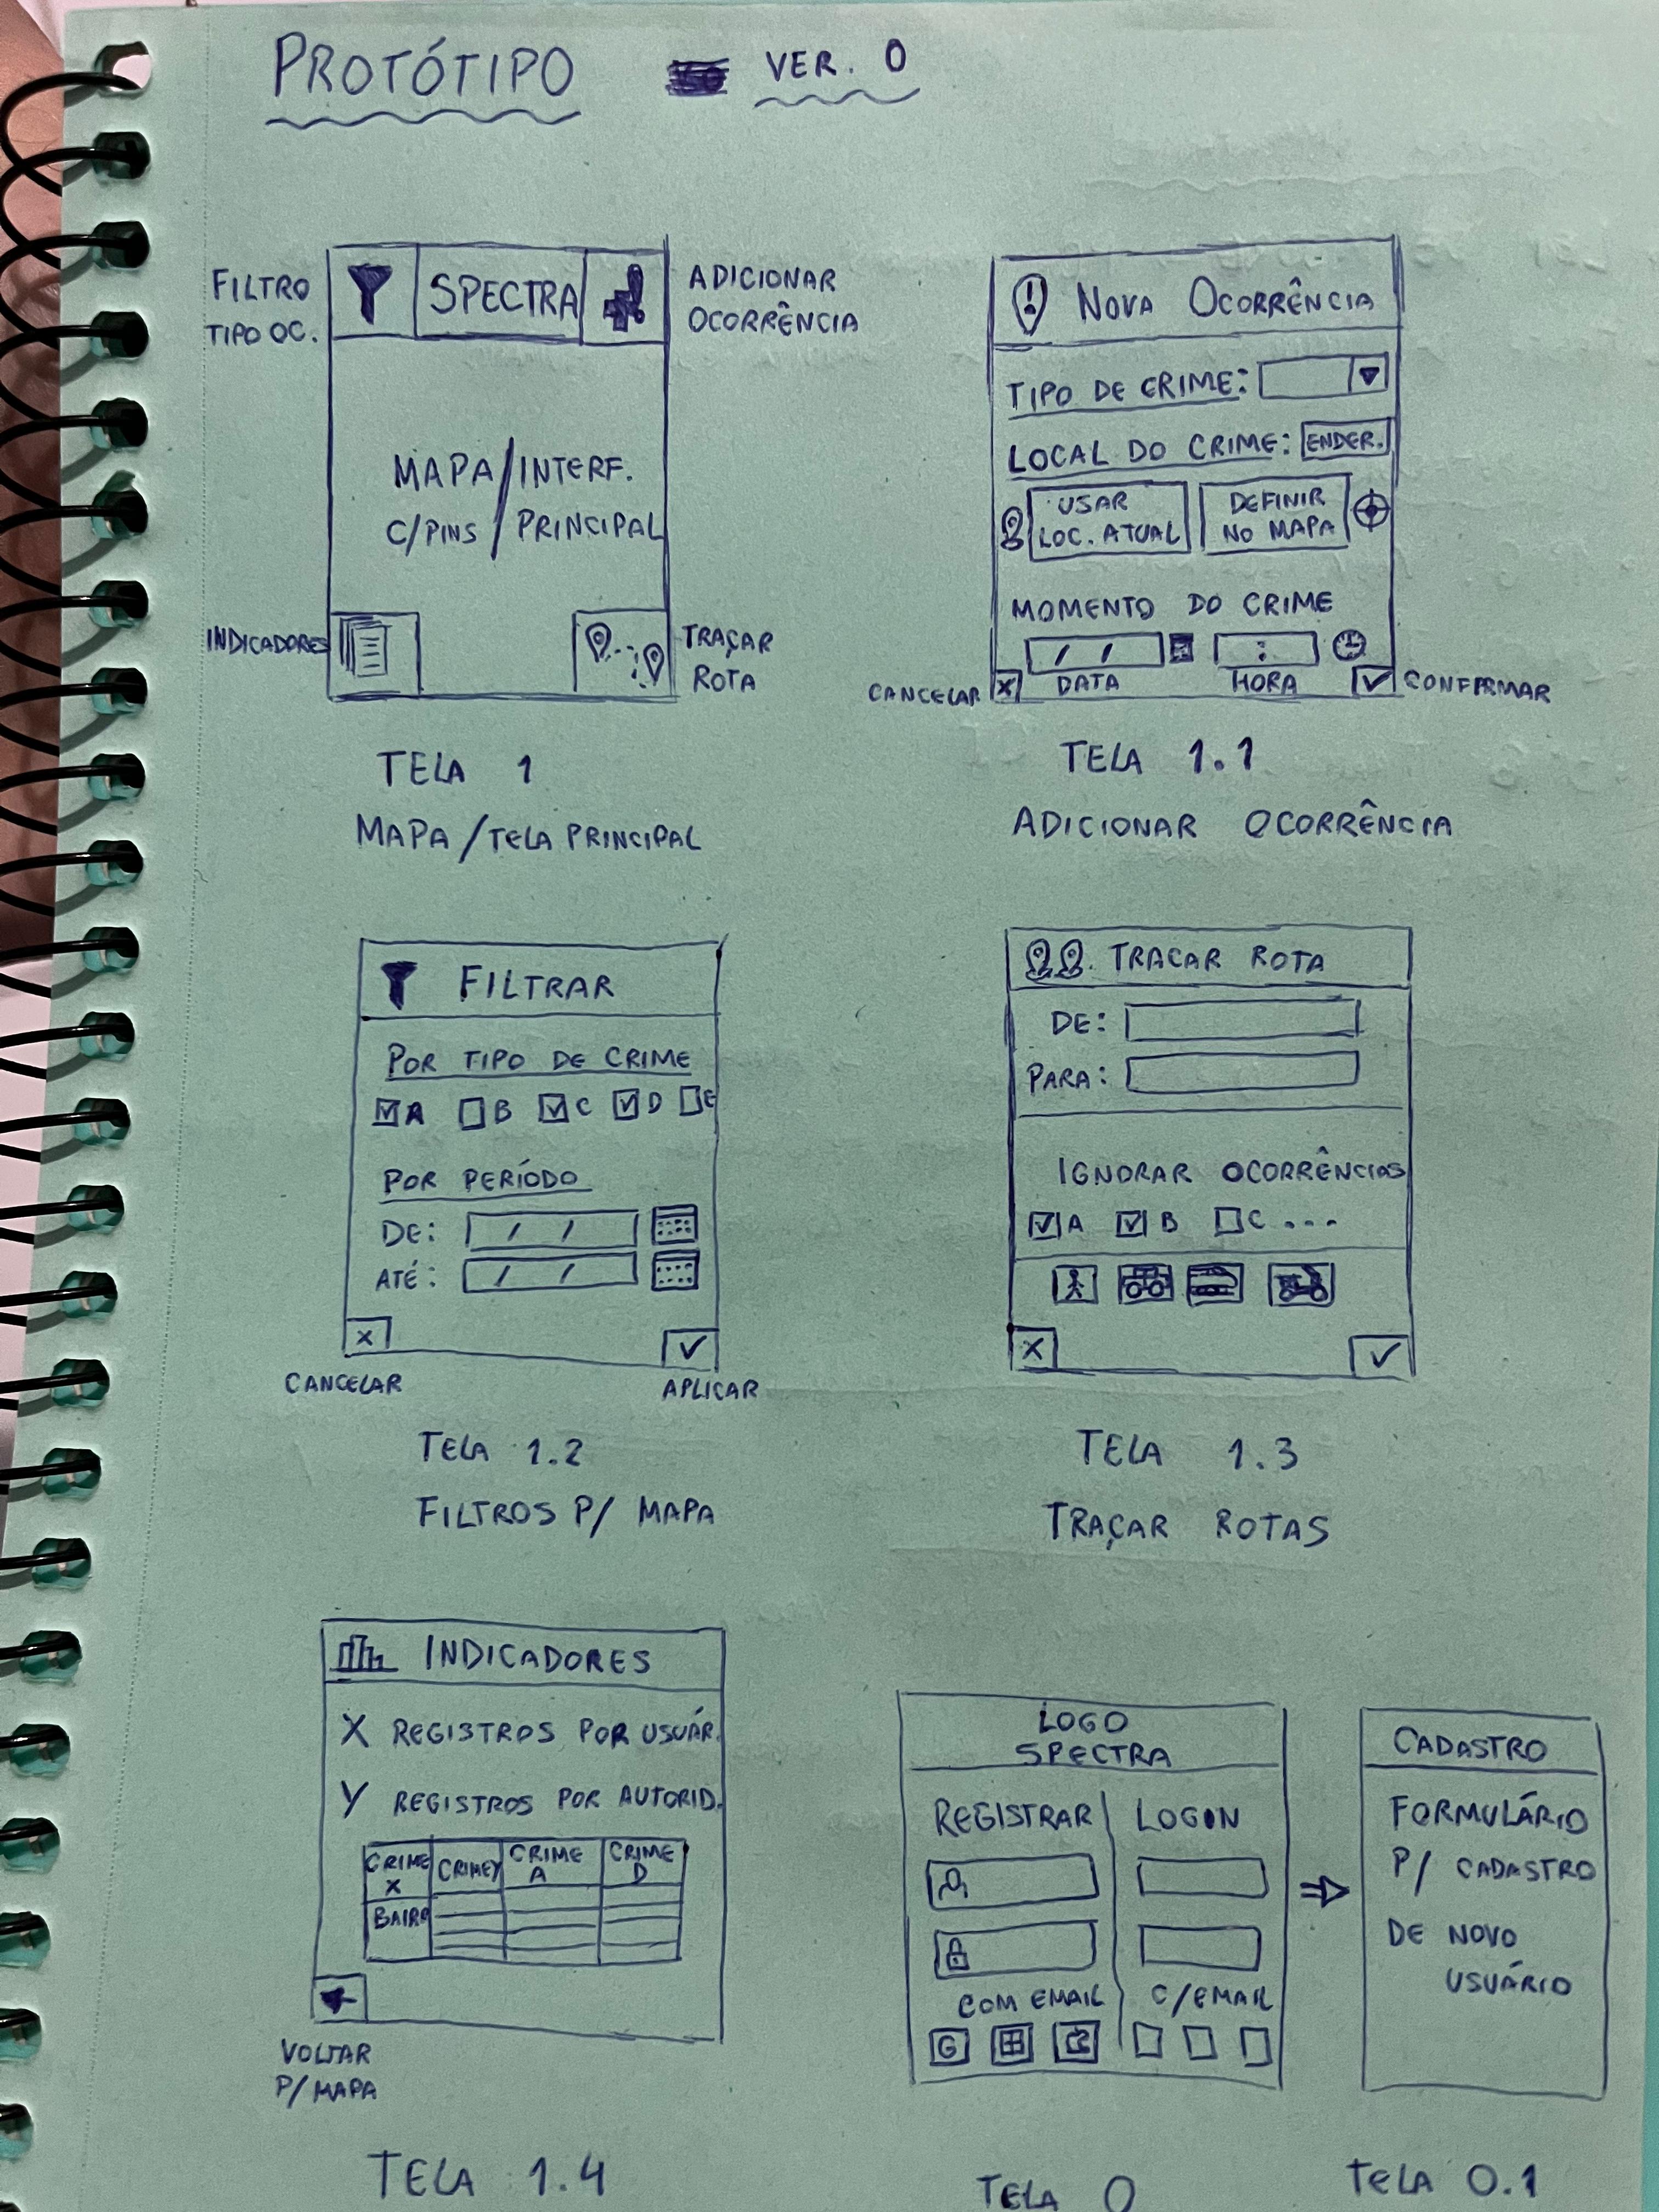 PROTÓTIPO VER. 0
FILTRO
TIPO OC.
SPECTRA
ADICIONAR
OCORRÊNCIA
MAPA/INTERF.
C/PINS/PRINCIPAL
INDICADORES
TRAÇAR
ROTA
TELA 1
MAPA/TELA PRINCIPAL
! NOVA OCORRÊNCIA
TIPO DE CRIME:
LOCAL DO CRIME: ENDER.
USAR
LOC. ATUAL
DEFINIR
NO MAPA
MOMENTO DO CRIME
/ / :
CANCELAR X DATA HORA CONFIRMAR
TELA 1.1
ADICIONAR OCORRÊNCIA
FILTRAR
POR TIPO DE CRIME
A B C D E
POR PERÍODO
DE: / /
ATÉ: / /
X
CANCELAR APLICAR
TELA 1.2
FILTROS P/ MAPA
TRACAR ROTA
DE:
PARA:
IGNORAR OCORRÊNCIAS
A B C ...
X
TELA 1.3
TRAÇAR ROTAS
INDICADORES
X REGISTROS POR USUÁR.
Y REGISTROS POR AUTORID.
CRIME
X
CRIME Y
CRIME
A
CRIME
D
BAIRO
VOLTAR
P/ MAPA
TELA 1.4
LOGO
SPECTRA
REGISTRAR LOGIN
COM EMAIL C/EMAIL
G
TELA 0
CADASTRO
FORMULÁRIO
P/ CADASTRO
DE NOVO
USUÁRIO
TELA 0.1